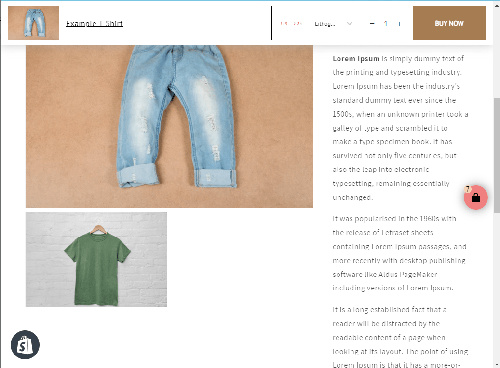 Example T-Shirt
1
BUY NOW
Lorem Ipsum is simply dummy text of
the printing and typesetting industry.
Lorem Ipsum has been the industry's
standard dummy text ever since the
1500s, when an unknown printer took a
galley of type and scrambled it to
make a type specimen book. It has
survived not only five centuries, but
also the leap into electronic
typesetting, remaining essentially
unchanged.
It was popularised in the 1960s with
the release of Letraset sheets
containing Lorem Ipsum passages, and
more recently with desktop publishing
software like Aldus PageMaker
including versions of Lorem Ipsum.
It is a long established fact that a
reader will be distracted by the
readable content of a page when
looking at its layout. The point of using
Lorem Ipsum is that it has a more-or-